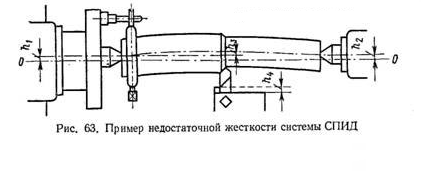 h₁
h₃
h₂
0
0
h₄
Рис. 63. Пример недостаточной жесткости системы СПИД